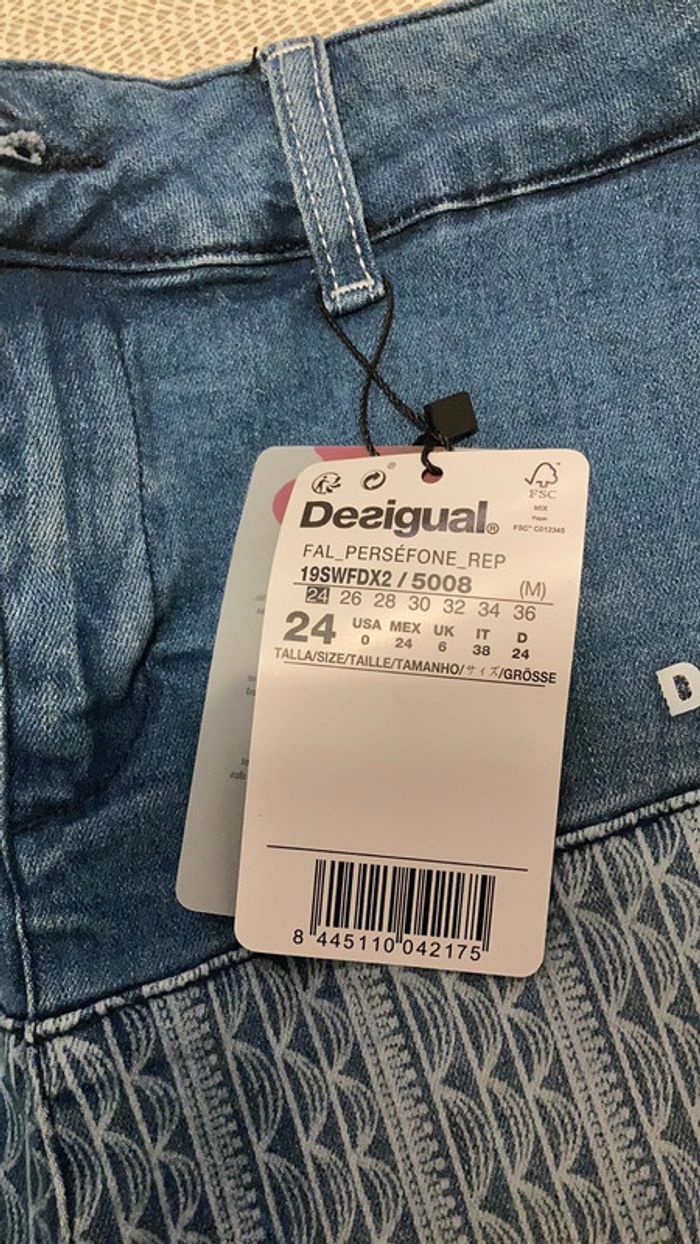 Desigual®
FSC
MIX
Paper
FSC® C012345
FAL_PERSÉFONE_REP
19SWFDX2 / 5008 (M)
24 26 28 30 32 34 36
24 USA MEX UK IT D
0 24 6 38 24
TALLA/SIZE/TAILLE/TAMANHO/サイズ/GRÖSSE
8 445110 042175
D